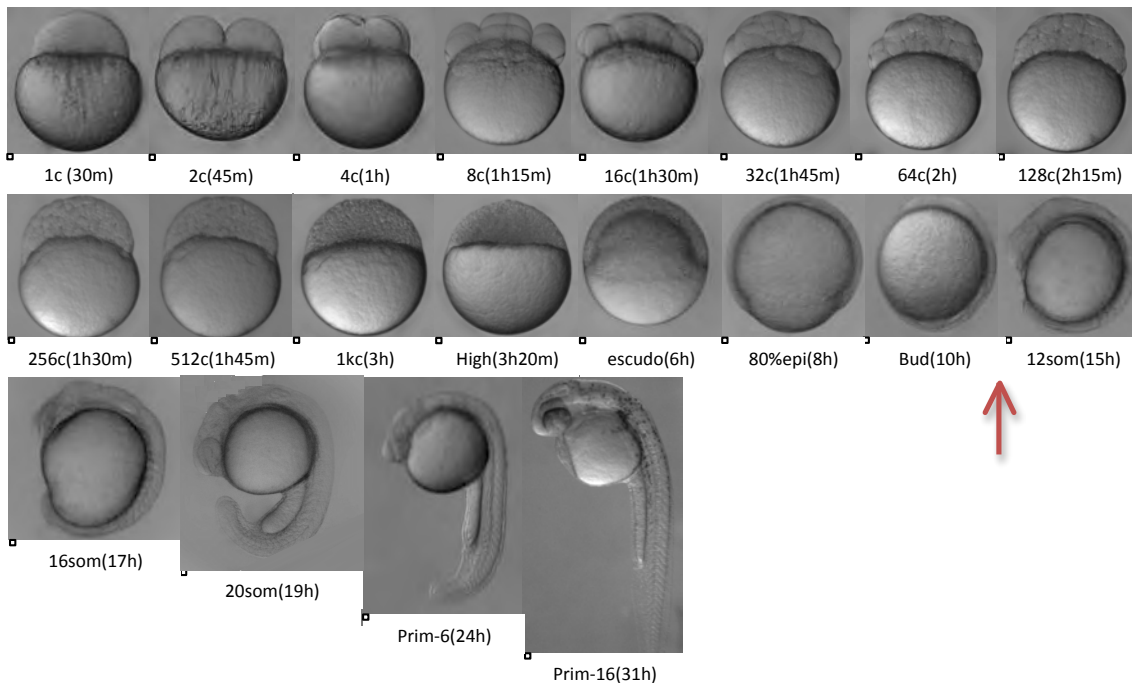 1c (30m)
2c(45m)
4c(1h)
8c(1h15m)
16c(1h30m)
32c(1h45m)
64c(2h)
128c(2h15m)
256c(1h30m)
512c(1h45m)
1kc(3h)
High(3h20m)
escudo(6h)
80%epi(8h)
Bud(10h)
12som(15h)
16som(17h)
20som(19h)
Prim-6(24h)
Prim-16(31h)